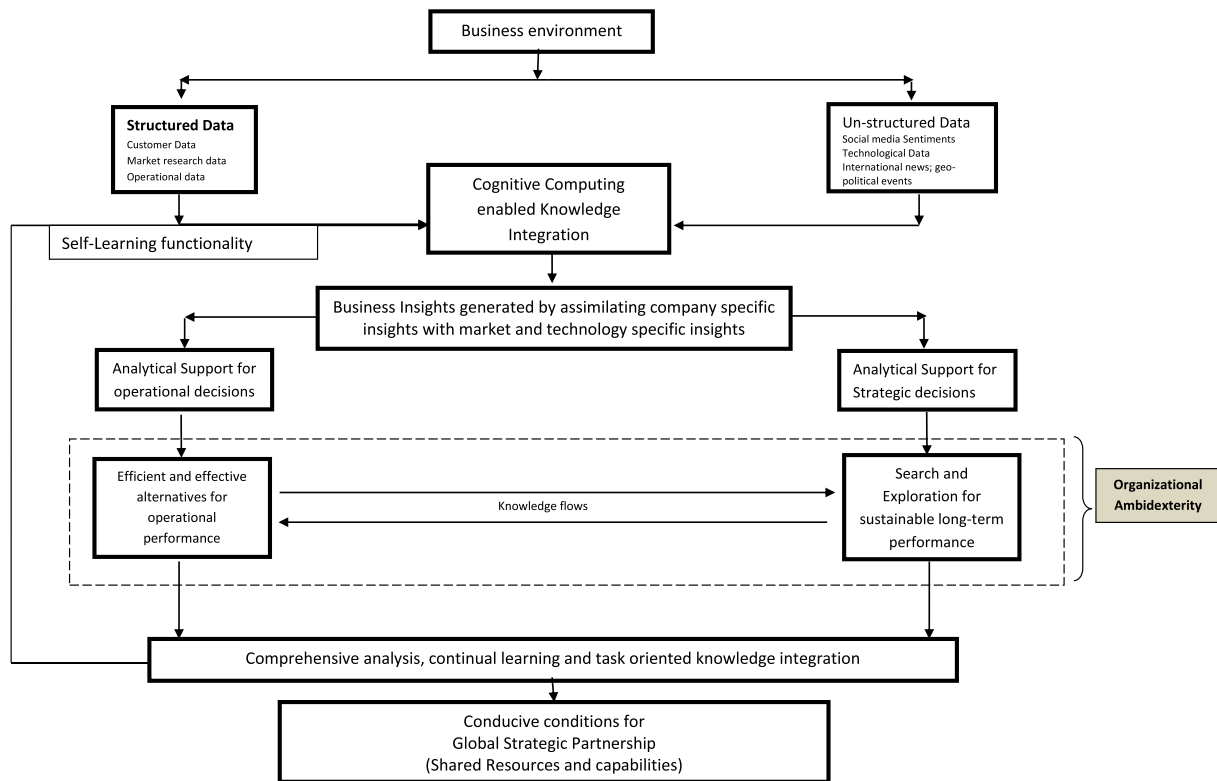 Business environment
Structured Data
Customer Data
Market research data
Operational data
Un-structured Data
Social media Sentiments
Technological Data
International news; geo-
political events
Cognitive Computing
enabled Knowledge
Integration
Self-Learning functionality
Business Insights generated by assimilating company specific
insights with market and technology specific insights
Analytical Support for
operational decisions
Analytical Support for
Strategic decisions
Efficient and effective
alternatives for
operational
performance
Knowledge flows
Search and
Exploration for
sustainable long-term
performance
Organizational
Ambidexterity
Comprehensive analysis, continual learning and task oriented knowledge integration
Conducive conditions for
Global Strategic Partnership
(Shared Resources and capabilities)